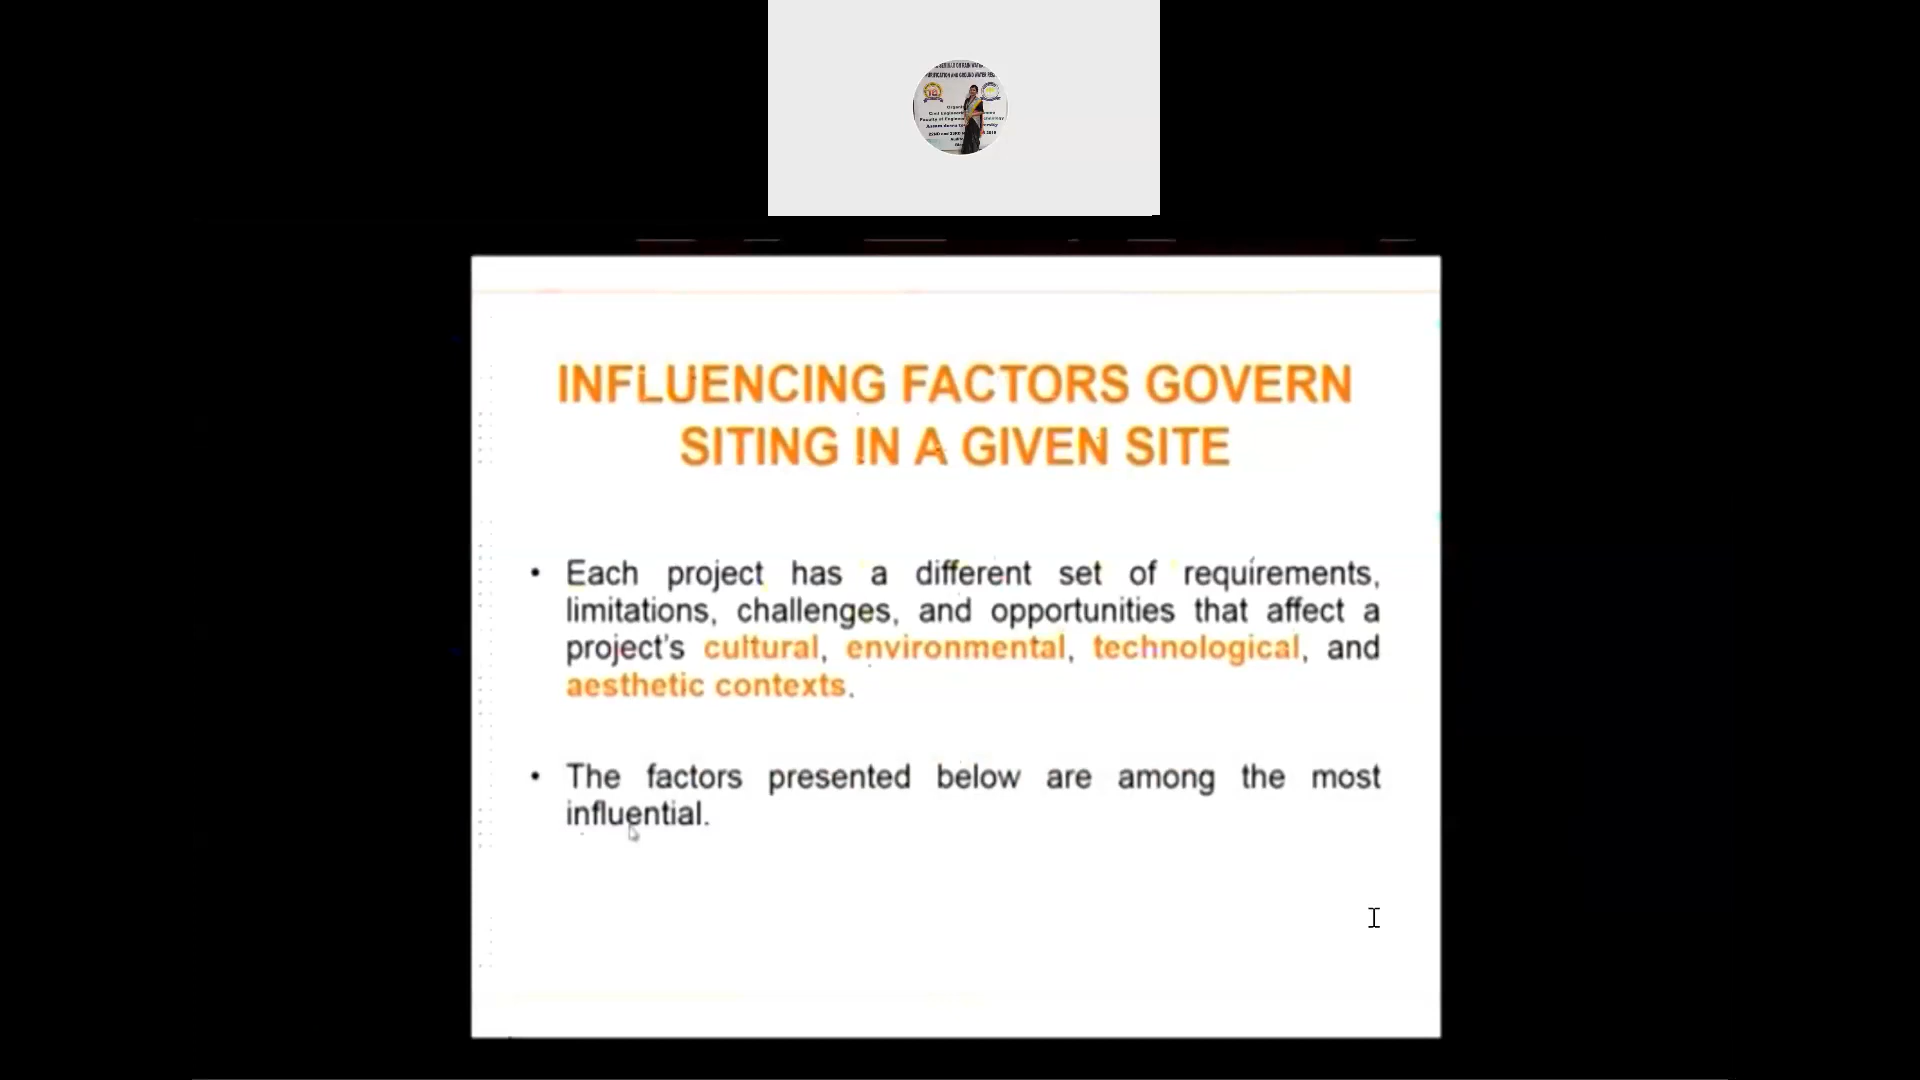 INFLUENCING FACTORS GOVERN
SITING IN A GIVEN SITE
• Each project has a different set of requirements,
limitations, challenges, and opportunities that affect a
project's cultural, environmental, technological, and
aesthetic contexts.
• The factors presented below are among the most
influential.